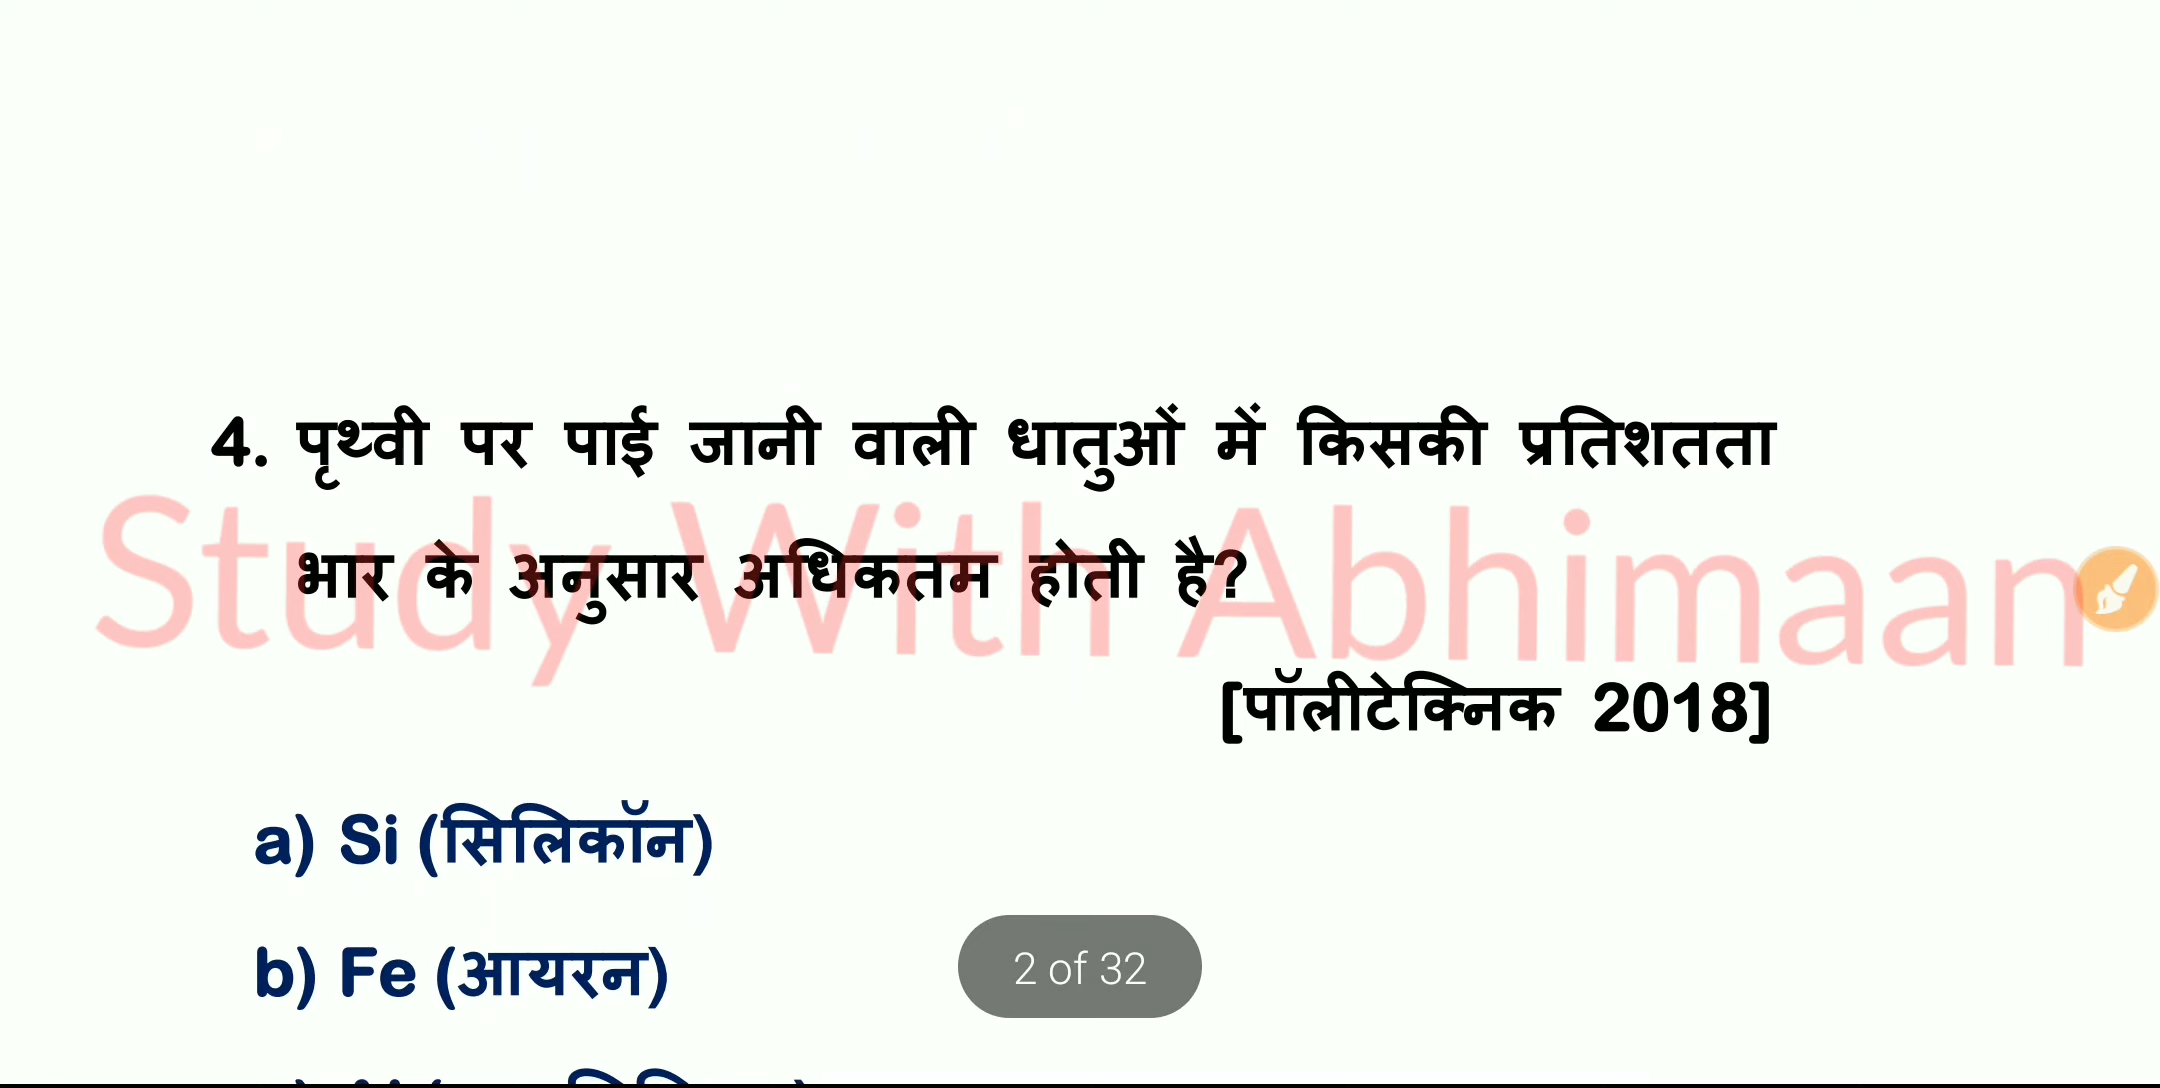 4. पृथ्वी पर पाई जानी वाली धातुओं में किसकी प्रतिशतता
भार के अनुसार अधिकतम होती है?
Study With Abhimaan
[पॉलीटेक्निक 2018]
a) Si (सिलिकॉन)
b) Fe (आयरन)
2 of 32